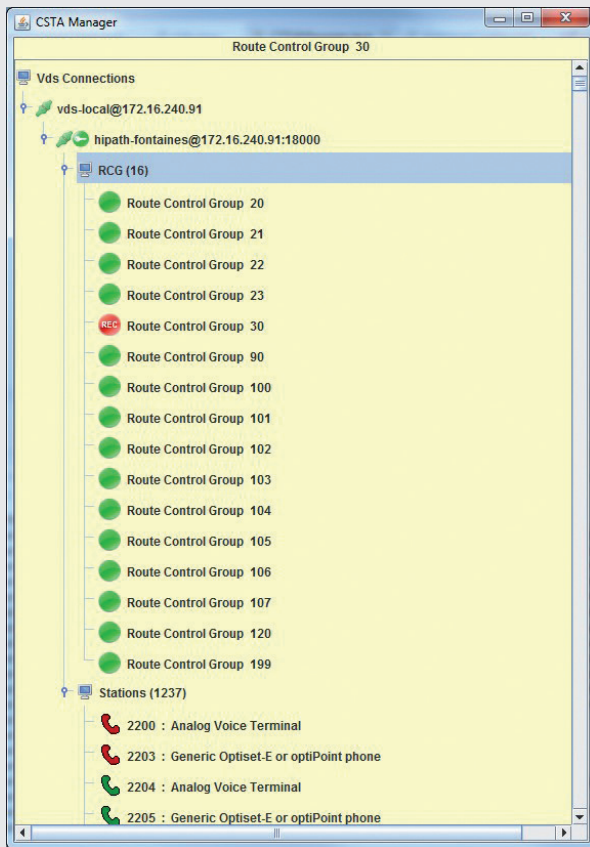 CSTA Manager
Route Control Group 30
Vds Connections
vds-local@172.16.240.91
hipath-fontaines@172.16.240.91:18000
RCG (16)
Route Control Group 20
Route Control Group 21
Route Control Group 22
Route Control Group 23
REC Route Control Group 30
Route Control Group 90
Route Control Group 100
Route Control Group 101
Route Control Group 102
Route Control Group 103
Route Control Group 104
Route Control Group 105
Route Control Group 106
Route Control Group 107
Route Control Group 120
Route Control Group 199
Stations (1237)
2200 : Analog Voice Terminal
2203 : Generic Optiset-E or optiPoint phone
2204 : Analog Voice Terminal
2205 : Generic Optiset-E or optiPoint phone